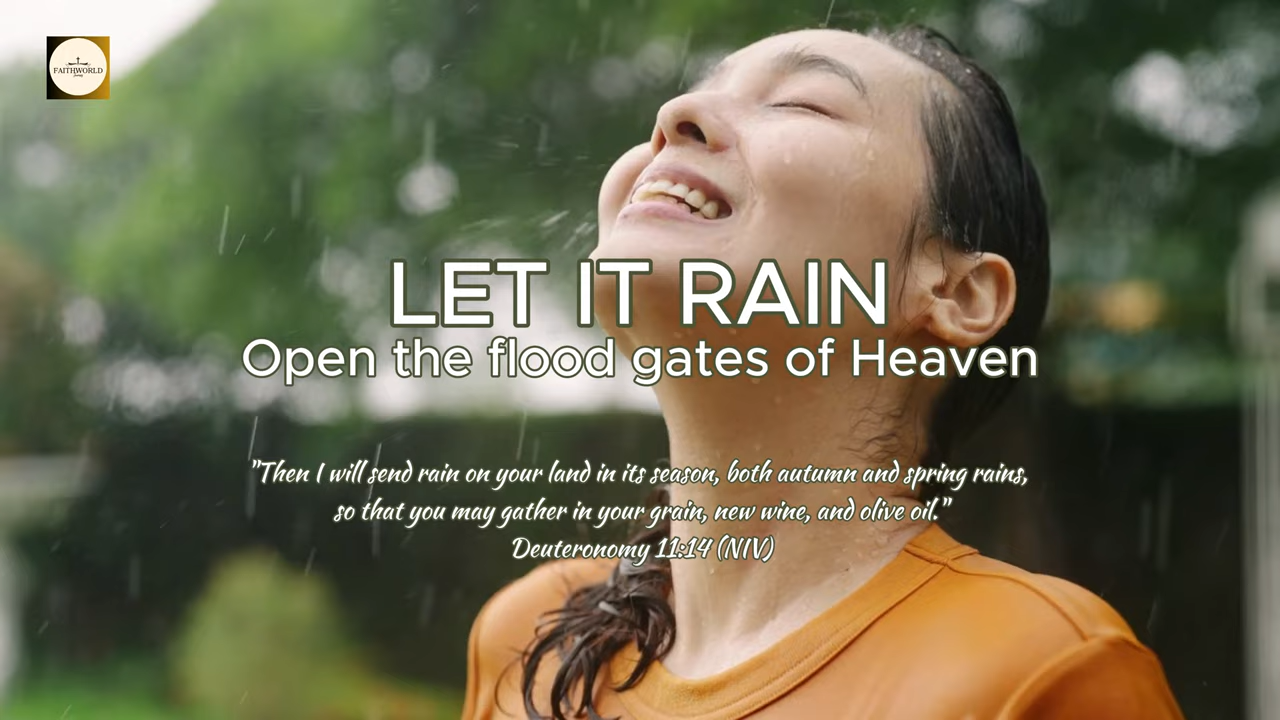 FAITHWORLD
LET IT RAIN
Open the flood gates of Heaven
"Then I will send rain on your land in its season, both autumn and spring rains,
so that you may gather in your grain, new wine, and olive oil."
Deuteronomy 11:14 (NIV)